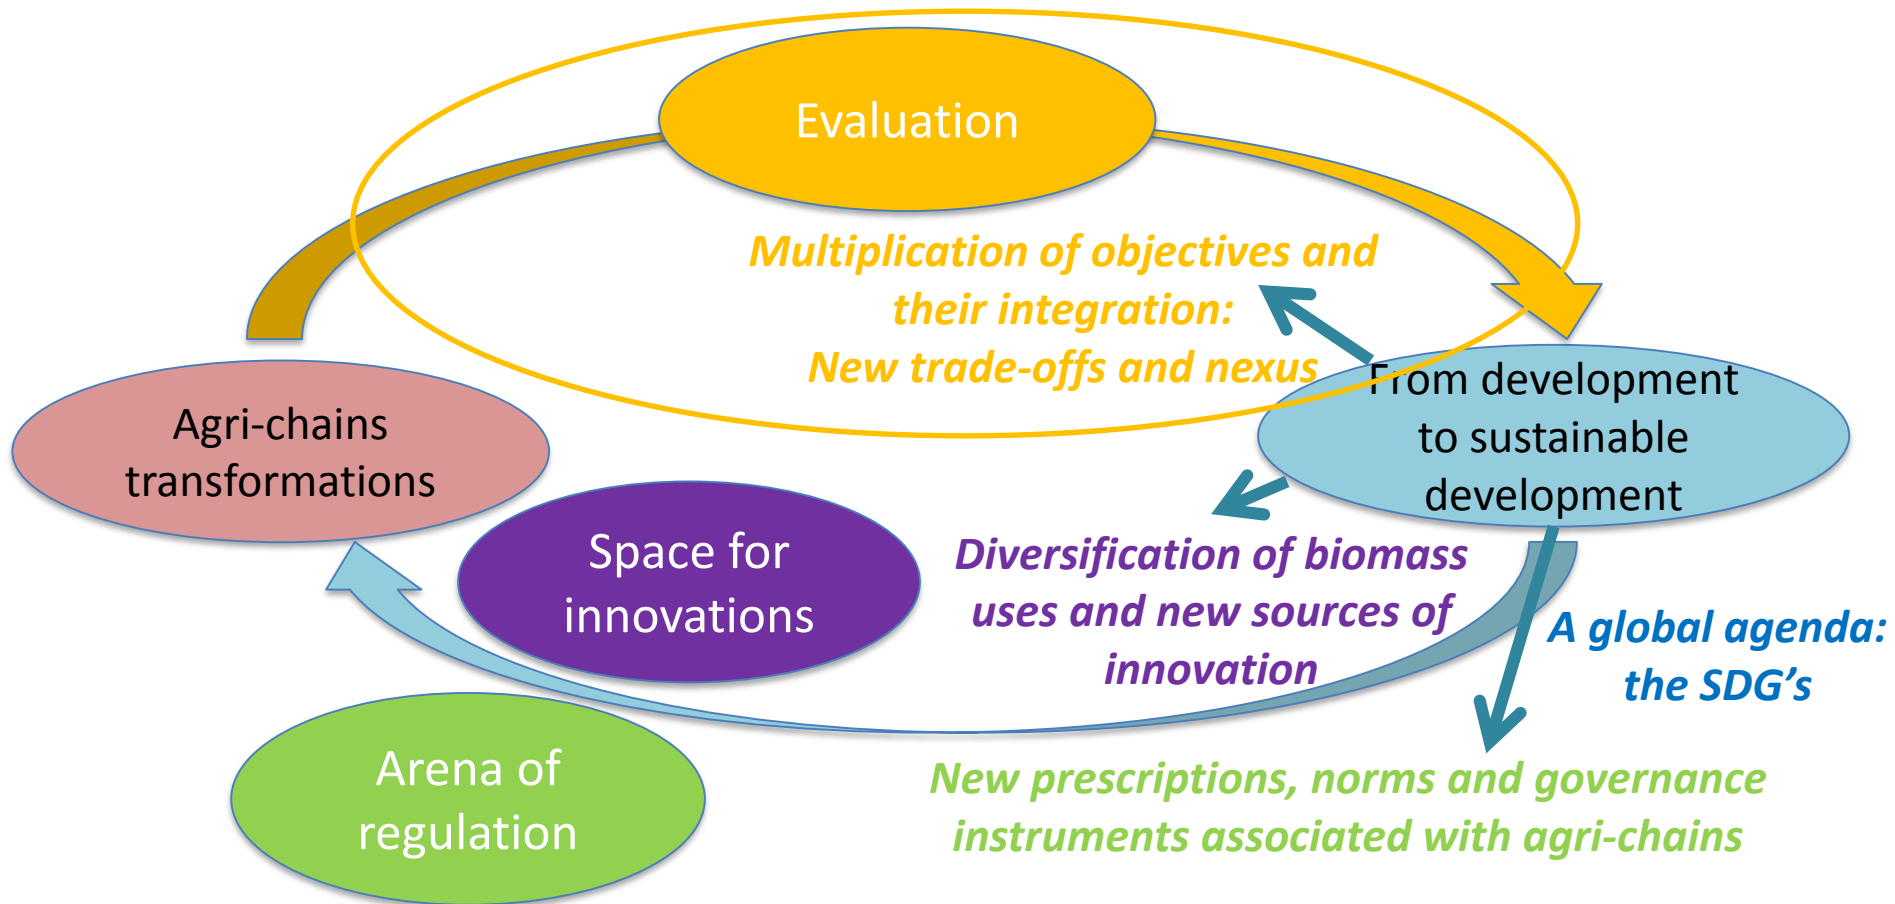 Evaluation
Multiplication of objectives and
their integration:
New trade-offs and nexus
From development
to sustainable
development
Agri-chains
transformations
Space for
innovations
Diversification of biomass
uses and new sources of
innovation
A global agenda:
the SDG’s
Arena of
regulation
New prescriptions, norms and governance
instruments associated with agri-chains